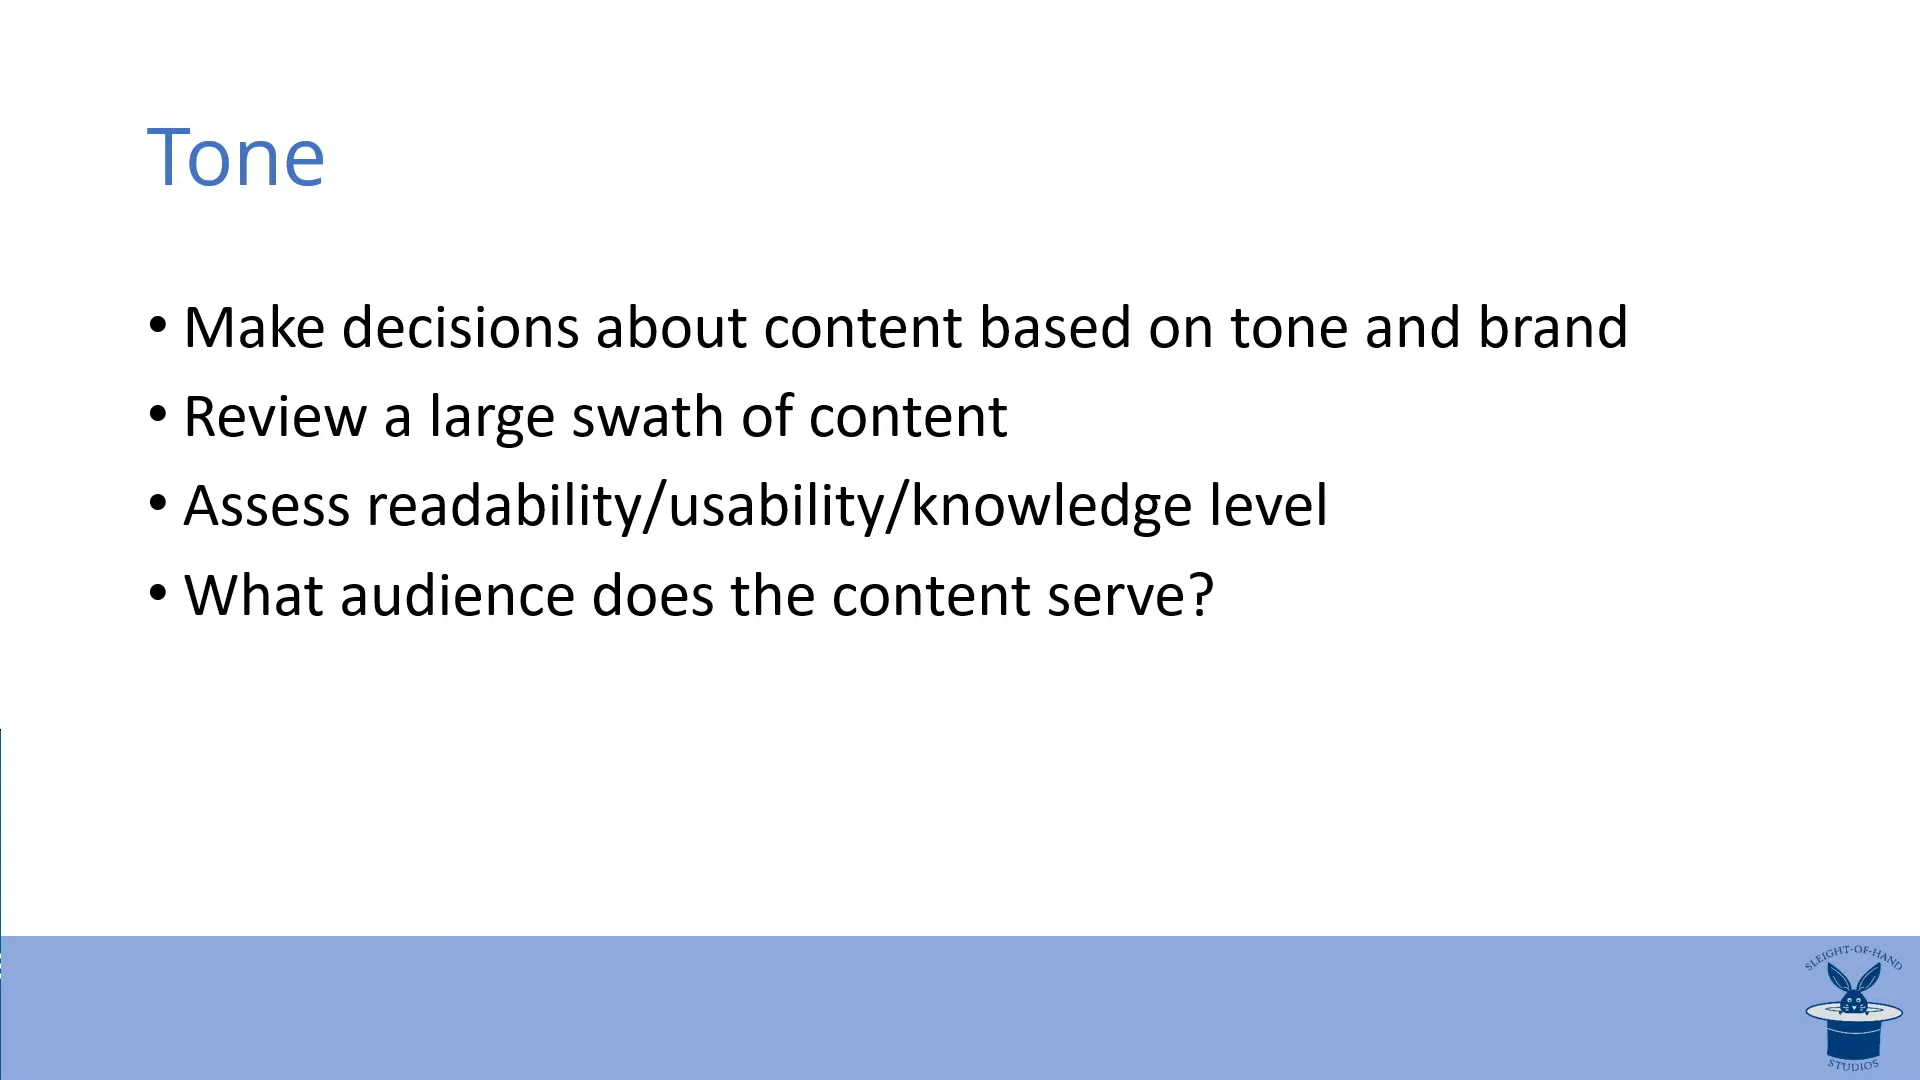 Tone
• Make decisions about content based on tone and brand
• Review a large swath of content
• Assess readability/usability/knowledge level
• What audience does the content serve?
SLEIGHT-OF-HAND
STUDIOS